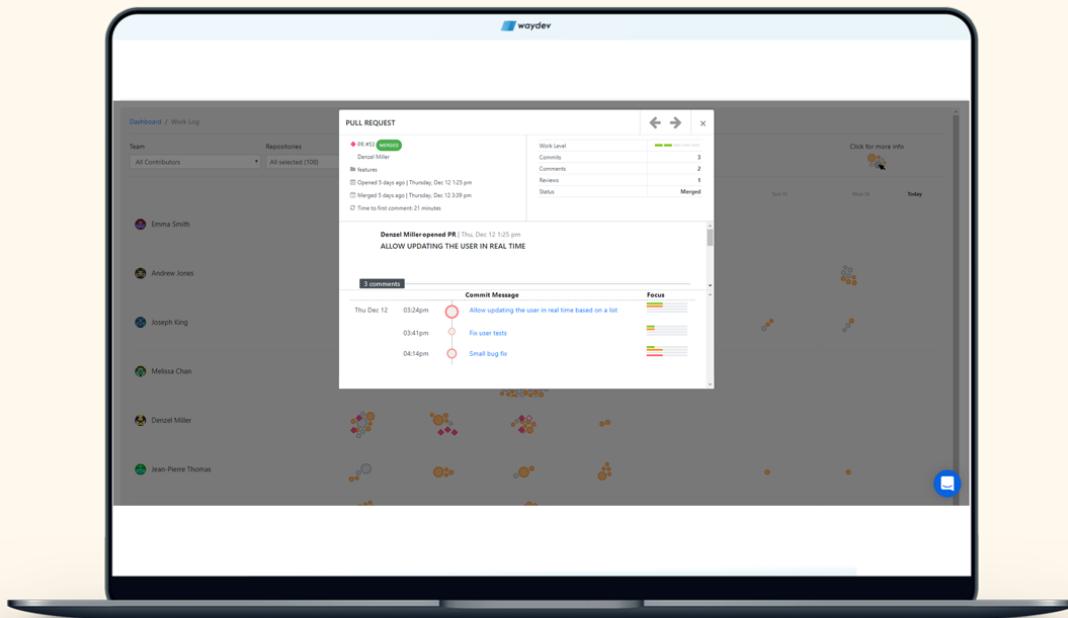 waydev
Dashboard / Work Log
Team
Repositories
All Contributors
All selected (108)
Click for more info
Sun 15
Mon 16
Today
Emma Smith
Andrew Jones
Joseph King
Melissa Chan
Denzel Miller
Jean-Pierre Thomas
PULL REQUEST
PR #52 MERGED
Denzel Miller
features
Opened 5 days ago | Thursday, Dec 12 1:25 pm
Merged 5 days ago | Thursday, Dec 12 3:39 pm
Time to first comment: 21 minutes
Work Level
Commits 3
Comments 2
Reviews 1
Status Merged
Denzel Miller opened PR | Thu, Dec 12 1:25 pm
ALLOW UPDATING THE USER IN REAL TIME
3 comments
Commit Message Focus
Thu Dec 12 03:24pm Allow updating the user in real time based on a list
03:41pm Fix user tests
04:14pm Small bug fix